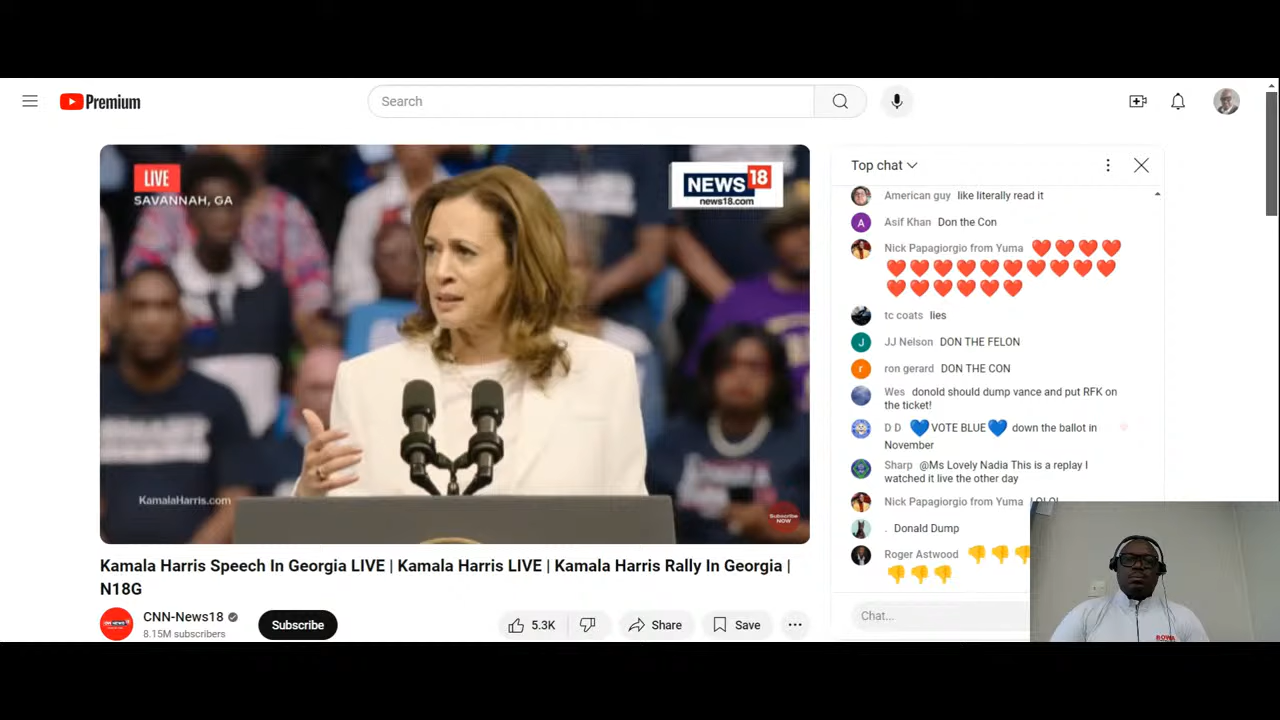 Premium
Search
LIVE
SAVANNAH, GA
NEWS 18
news18.com
KamalaHarris.com
Subscribe
NOW
Kamala Harris Speech In Georgia LIVE | Kamala Harris LIVE | Kamala Harris Rally In Georgia |
N18G
CNN-News18
8.15M subscribers
Subscribe
5.3K
Share
Save
Top chat
American guy like literally read it
A
Asif Khan Don the Con
Nick Papagiorgio from Yuma ❤️❤️❤️❤️
❤️❤️❤️❤️❤️❤️❤️❤️❤️❤️
❤️❤️❤️❤️❤️❤️
tc coats lies
J
JJ Nelson DON THE FELON
r
ron gerard DON THE CON
Wes donold should dump vance and put RFK on
the ticket!
D D 💙VOTE BLUE💙 down the ballot in
November
Sharp @Ms Lovely Nadia This is a replay I
watched it live the other day
Nick Papagiorgio from Yuma LOLOL
. Donald Dump
Roger Astwood 👎👎👎
👎👎👎
Chat...